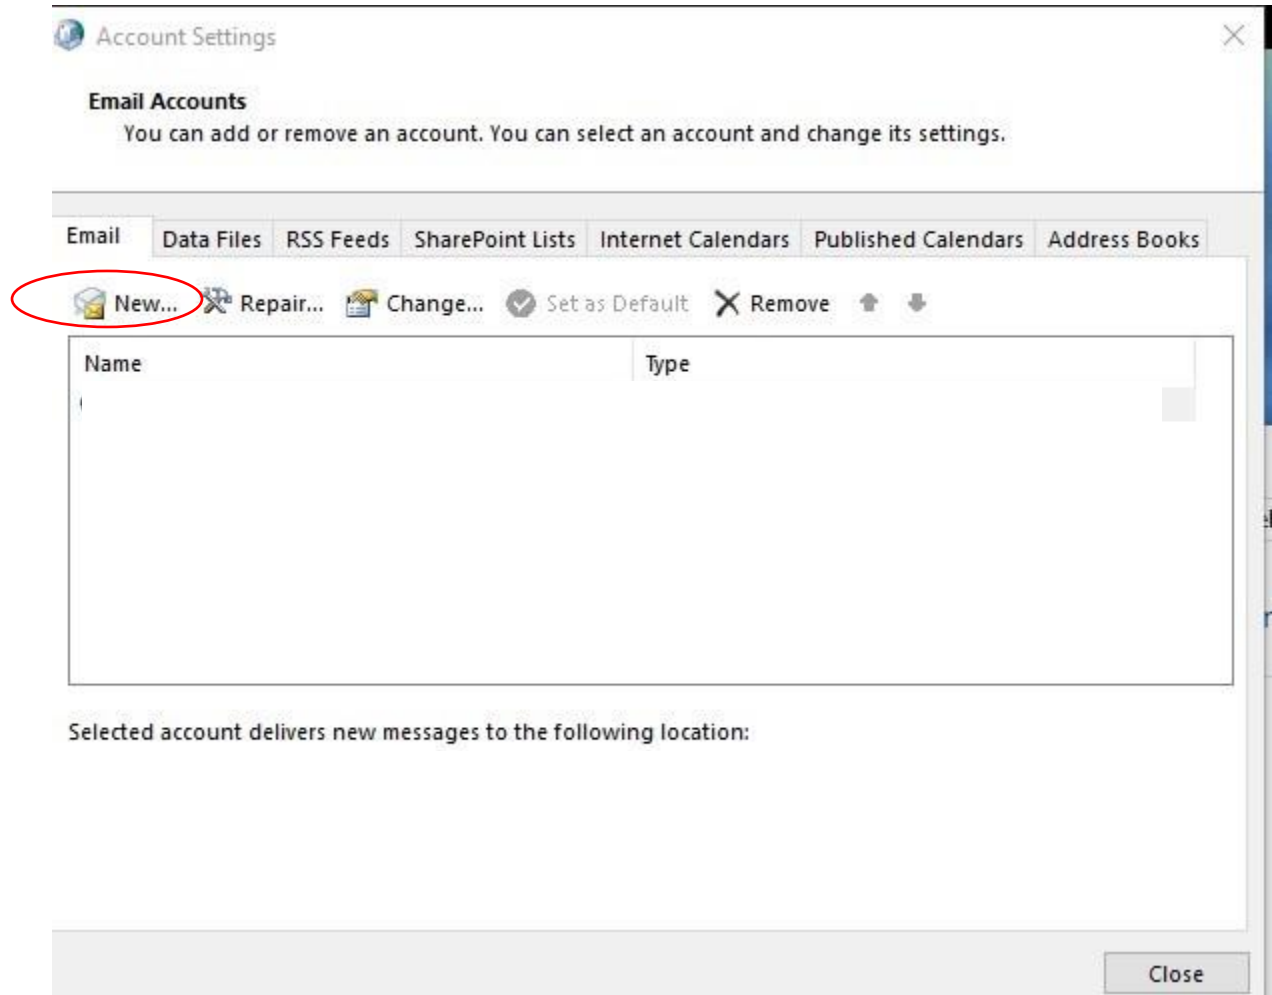 Account Settings
Email Accounts
You can add or remove an account. You can select an account and change its settings.
Email Data Files RSS Feeds SharePoint Lists Internet Calendars Published Calendars Address Books
New... Repair... Change... Set as Default Remove
Name Type
Selected account delivers new messages to the following location:
Close